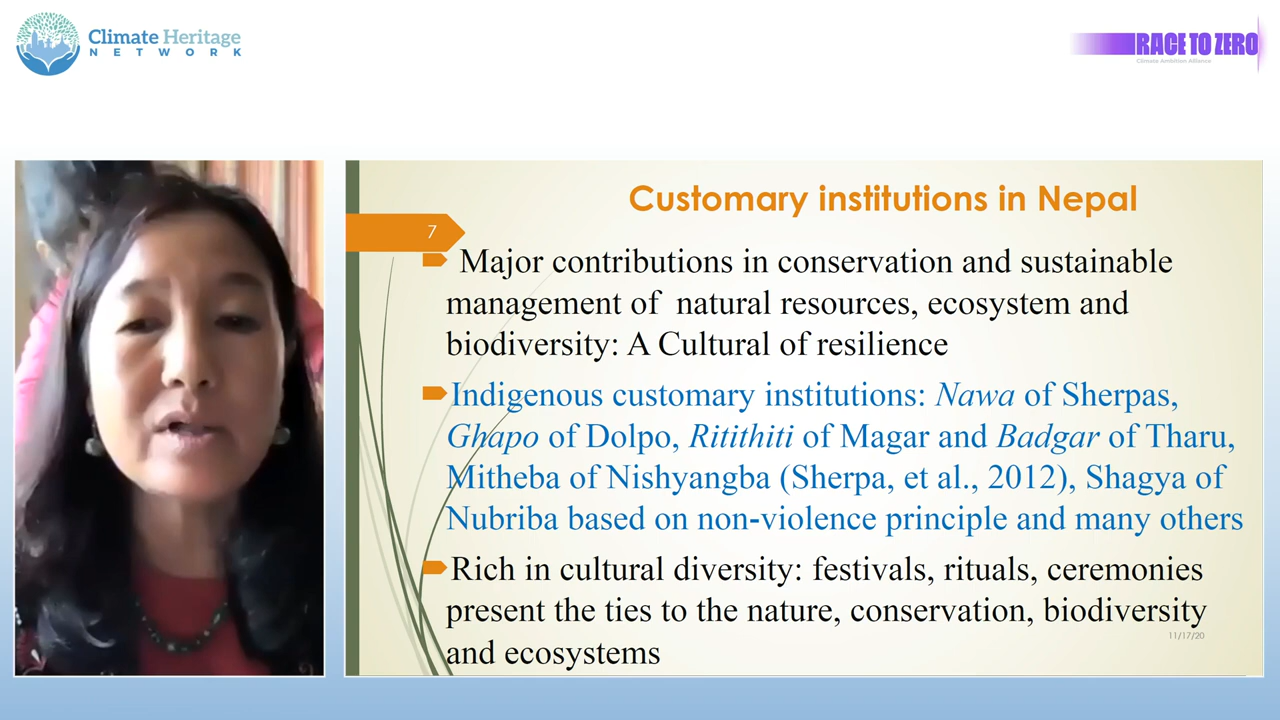 Climate Heritage
NETWORK
RACE TO ZERO
Climate Ambition Alliance
Customary institutions in Nepal
7
Major contributions in conservation and sustainable
management of natural resources, ecosystem and
biodiversity: A Cultural of resilience
Indigenous customary institutions: Nawa of Sherpas,
Ghapo of Dolpo, Ritithiti of Magar and Badgar of Tharu,
Mitheba of Nishyangba (Sherpa, et al., 2012), Shagya of
Nubriba based on non-violence principle and many others
Rich in cultural diversity: festivals, rituals, ceremonies
present the ties to the nature, conservation, biodiversity
and ecosystems
11/17/20